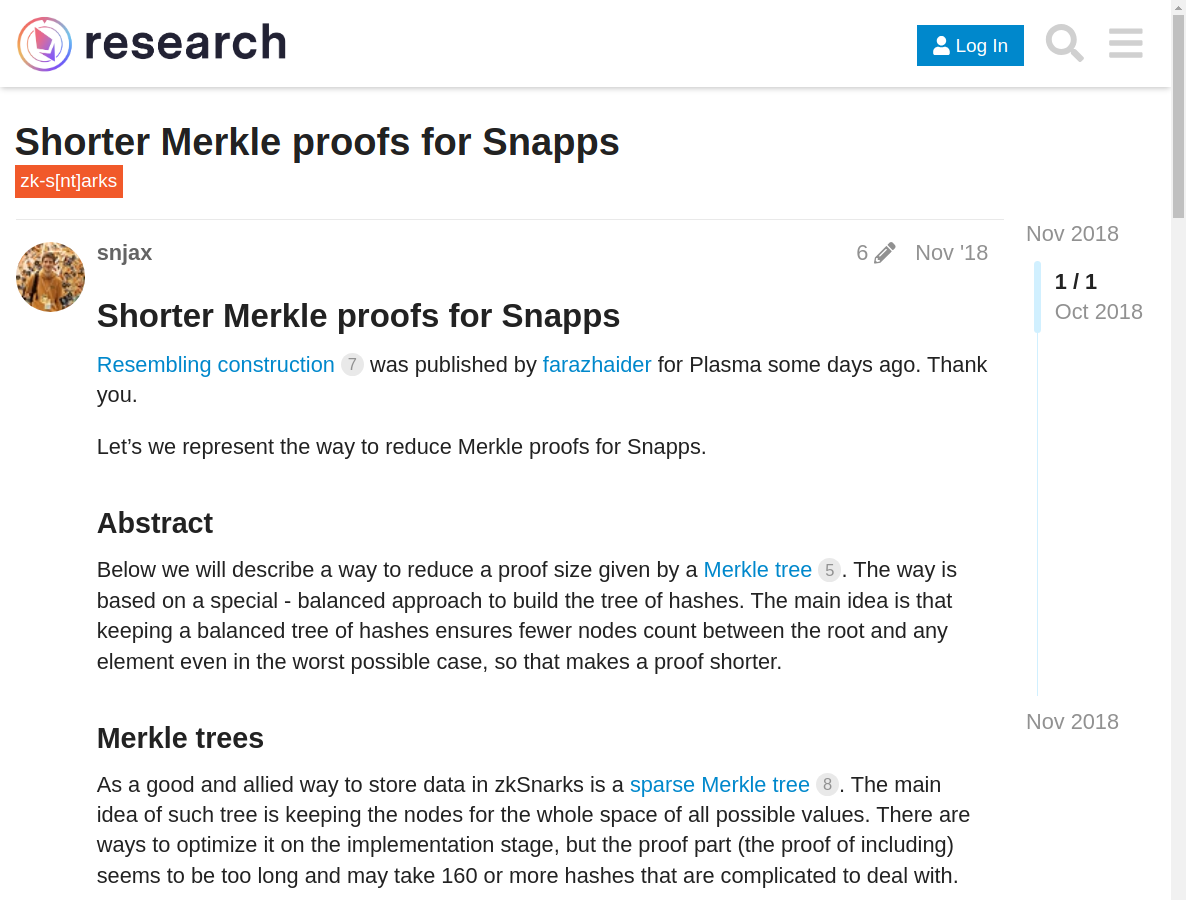 research
Log In
Shorter Merkle proofs for Snapps
zk-s[nt]arks
Nov 2018
snjax
6
Nov '18
1 / 1
Oct 2018
Shorter Merkle proofs for Snapps
Resembling construction 7 was published by farazhaider for Plasma some days ago. Thank
you.
Let’s we represent the way to reduce Merkle proofs for Snapps.
Abstract
Below we will describe a way to reduce a proof size given by a Merkle tree 5. The way is
based on a special - balanced approach to build the tree of hashes. The main idea is that
keeping a balanced tree of hashes ensures fewer nodes count between the root and any
element even in the worst possible case, so that makes a proof shorter.
Nov 2018
Merkle trees
As a good and allied way to store data in zkSnarks is a sparse Merkle tree 8. The main
idea of such tree is keeping the nodes for the whole space of all possible values. There are
ways to optimize it on the implementation stage, but the proof part (the proof of including)
seems to be too long and may take 160 or more hashes that are complicated to deal with.